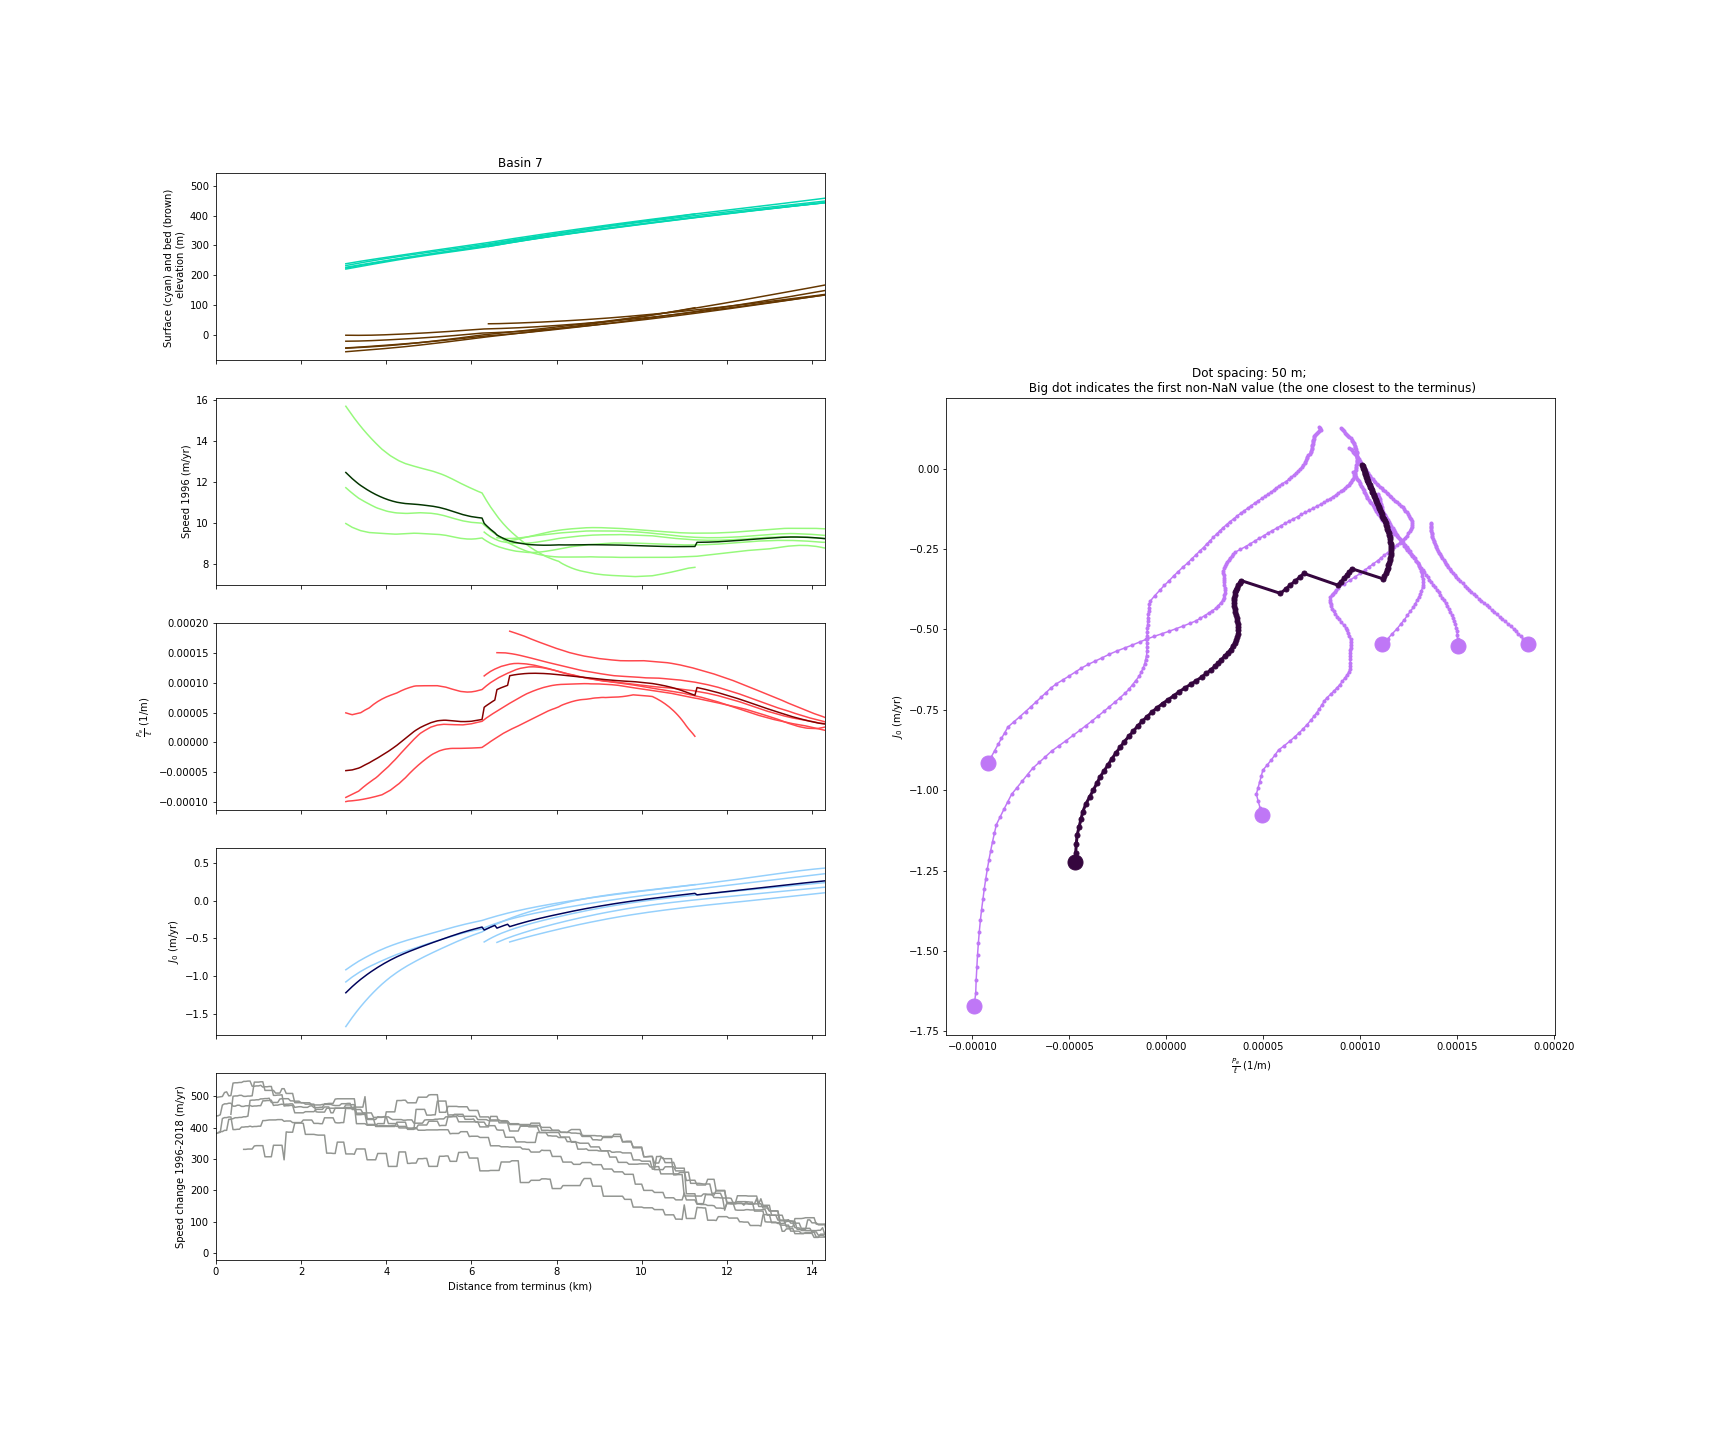 Basin 7
Surface (cyan) and bed (brown)
elevation (m)
500
400
300
200
100
0
Speed 1996 (m/yr)
16
14
12
10
8
Pe/ℓ (1/m)
0.00020
0.00015
0.00010
0.00005
0.00000
−0.00005
−0.00010
J0 (m/yr)
0.5
0.0
−0.5
−1.0
−1.5
Speed change 1996-2018 (m/yr)
500
400
300
200
100
0
0 2 4 6 8 10 12 14
Distance from terminus (km)
Dot spacing: 50 m;
Big dot indicates the first non-NaN value (the one closest to the terminus)
J0 (m/yr)
0.00
−0.25
−0.50
−0.75
−1.00
−1.25
−1.50
−1.75
−0.00010 −0.00005 0.00000 0.00005 0.00010 0.00015 0.00020
Pe/ℓ (1/m)